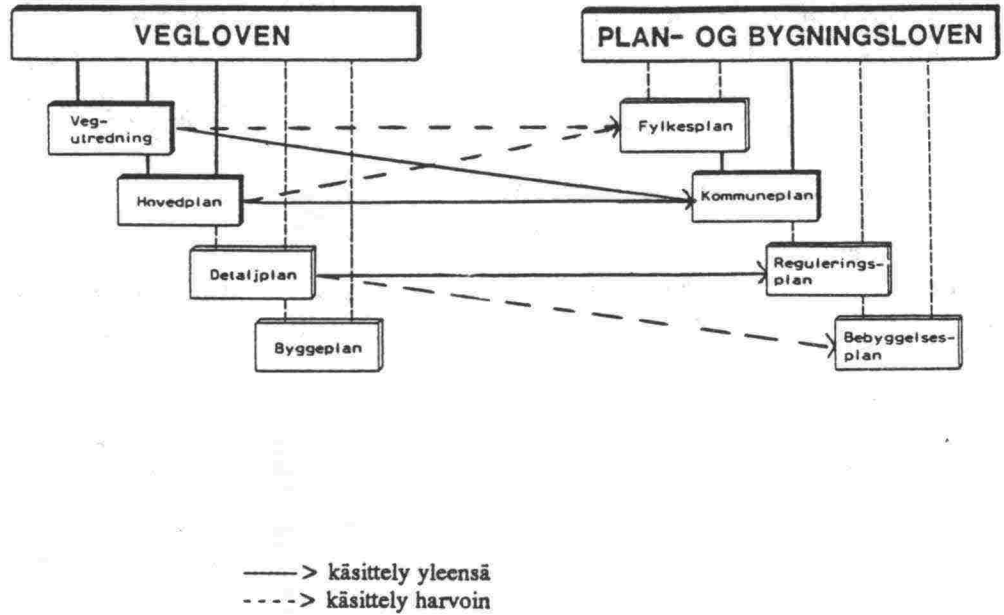 VEGLOVEN
PLAN- OG BYGNINGSLOVEN
Veg-
utredning
Fylkesplan
Hovedplan
Kommuneplan
Detaljplan
Regulerings-
plan
Byggeplan
Bebyggelses-
plan
käsittely yleensä
käsittely harvoin